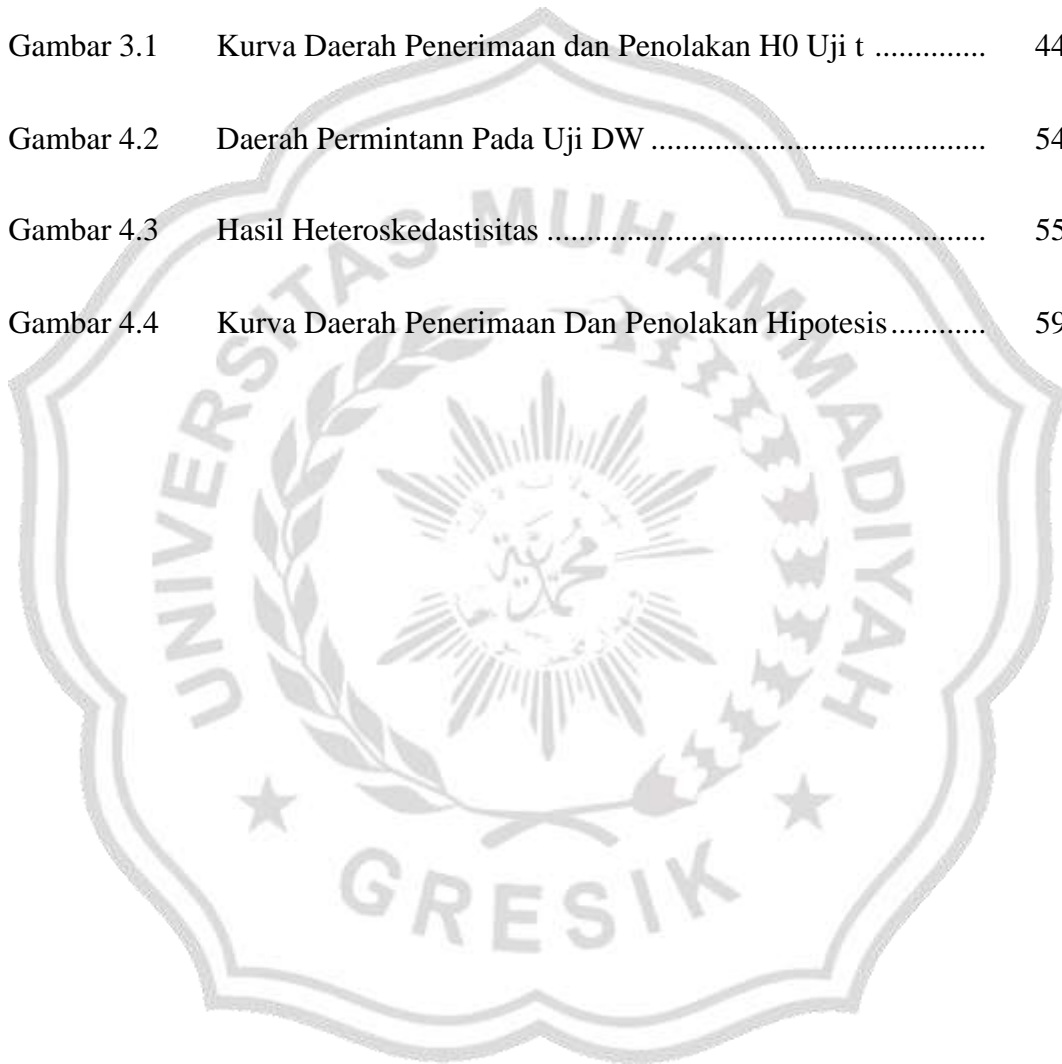 Gambar 3.1 Kurva Daerah Penerimaan dan Penolakan H0 Uji t .............. 44
Gambar 4.2 Daerah Permintann Pada Uji DW .......................................... 54
Gambar 4.3 Hasil Heteroskedastisitas ....................................................... 55
Gambar 4.4 Kurva Daerah Penerimaan Dan Penolakan Hipotesis............ 59
UNIVERSITAS MUHAMMADIYAH
GRESIK